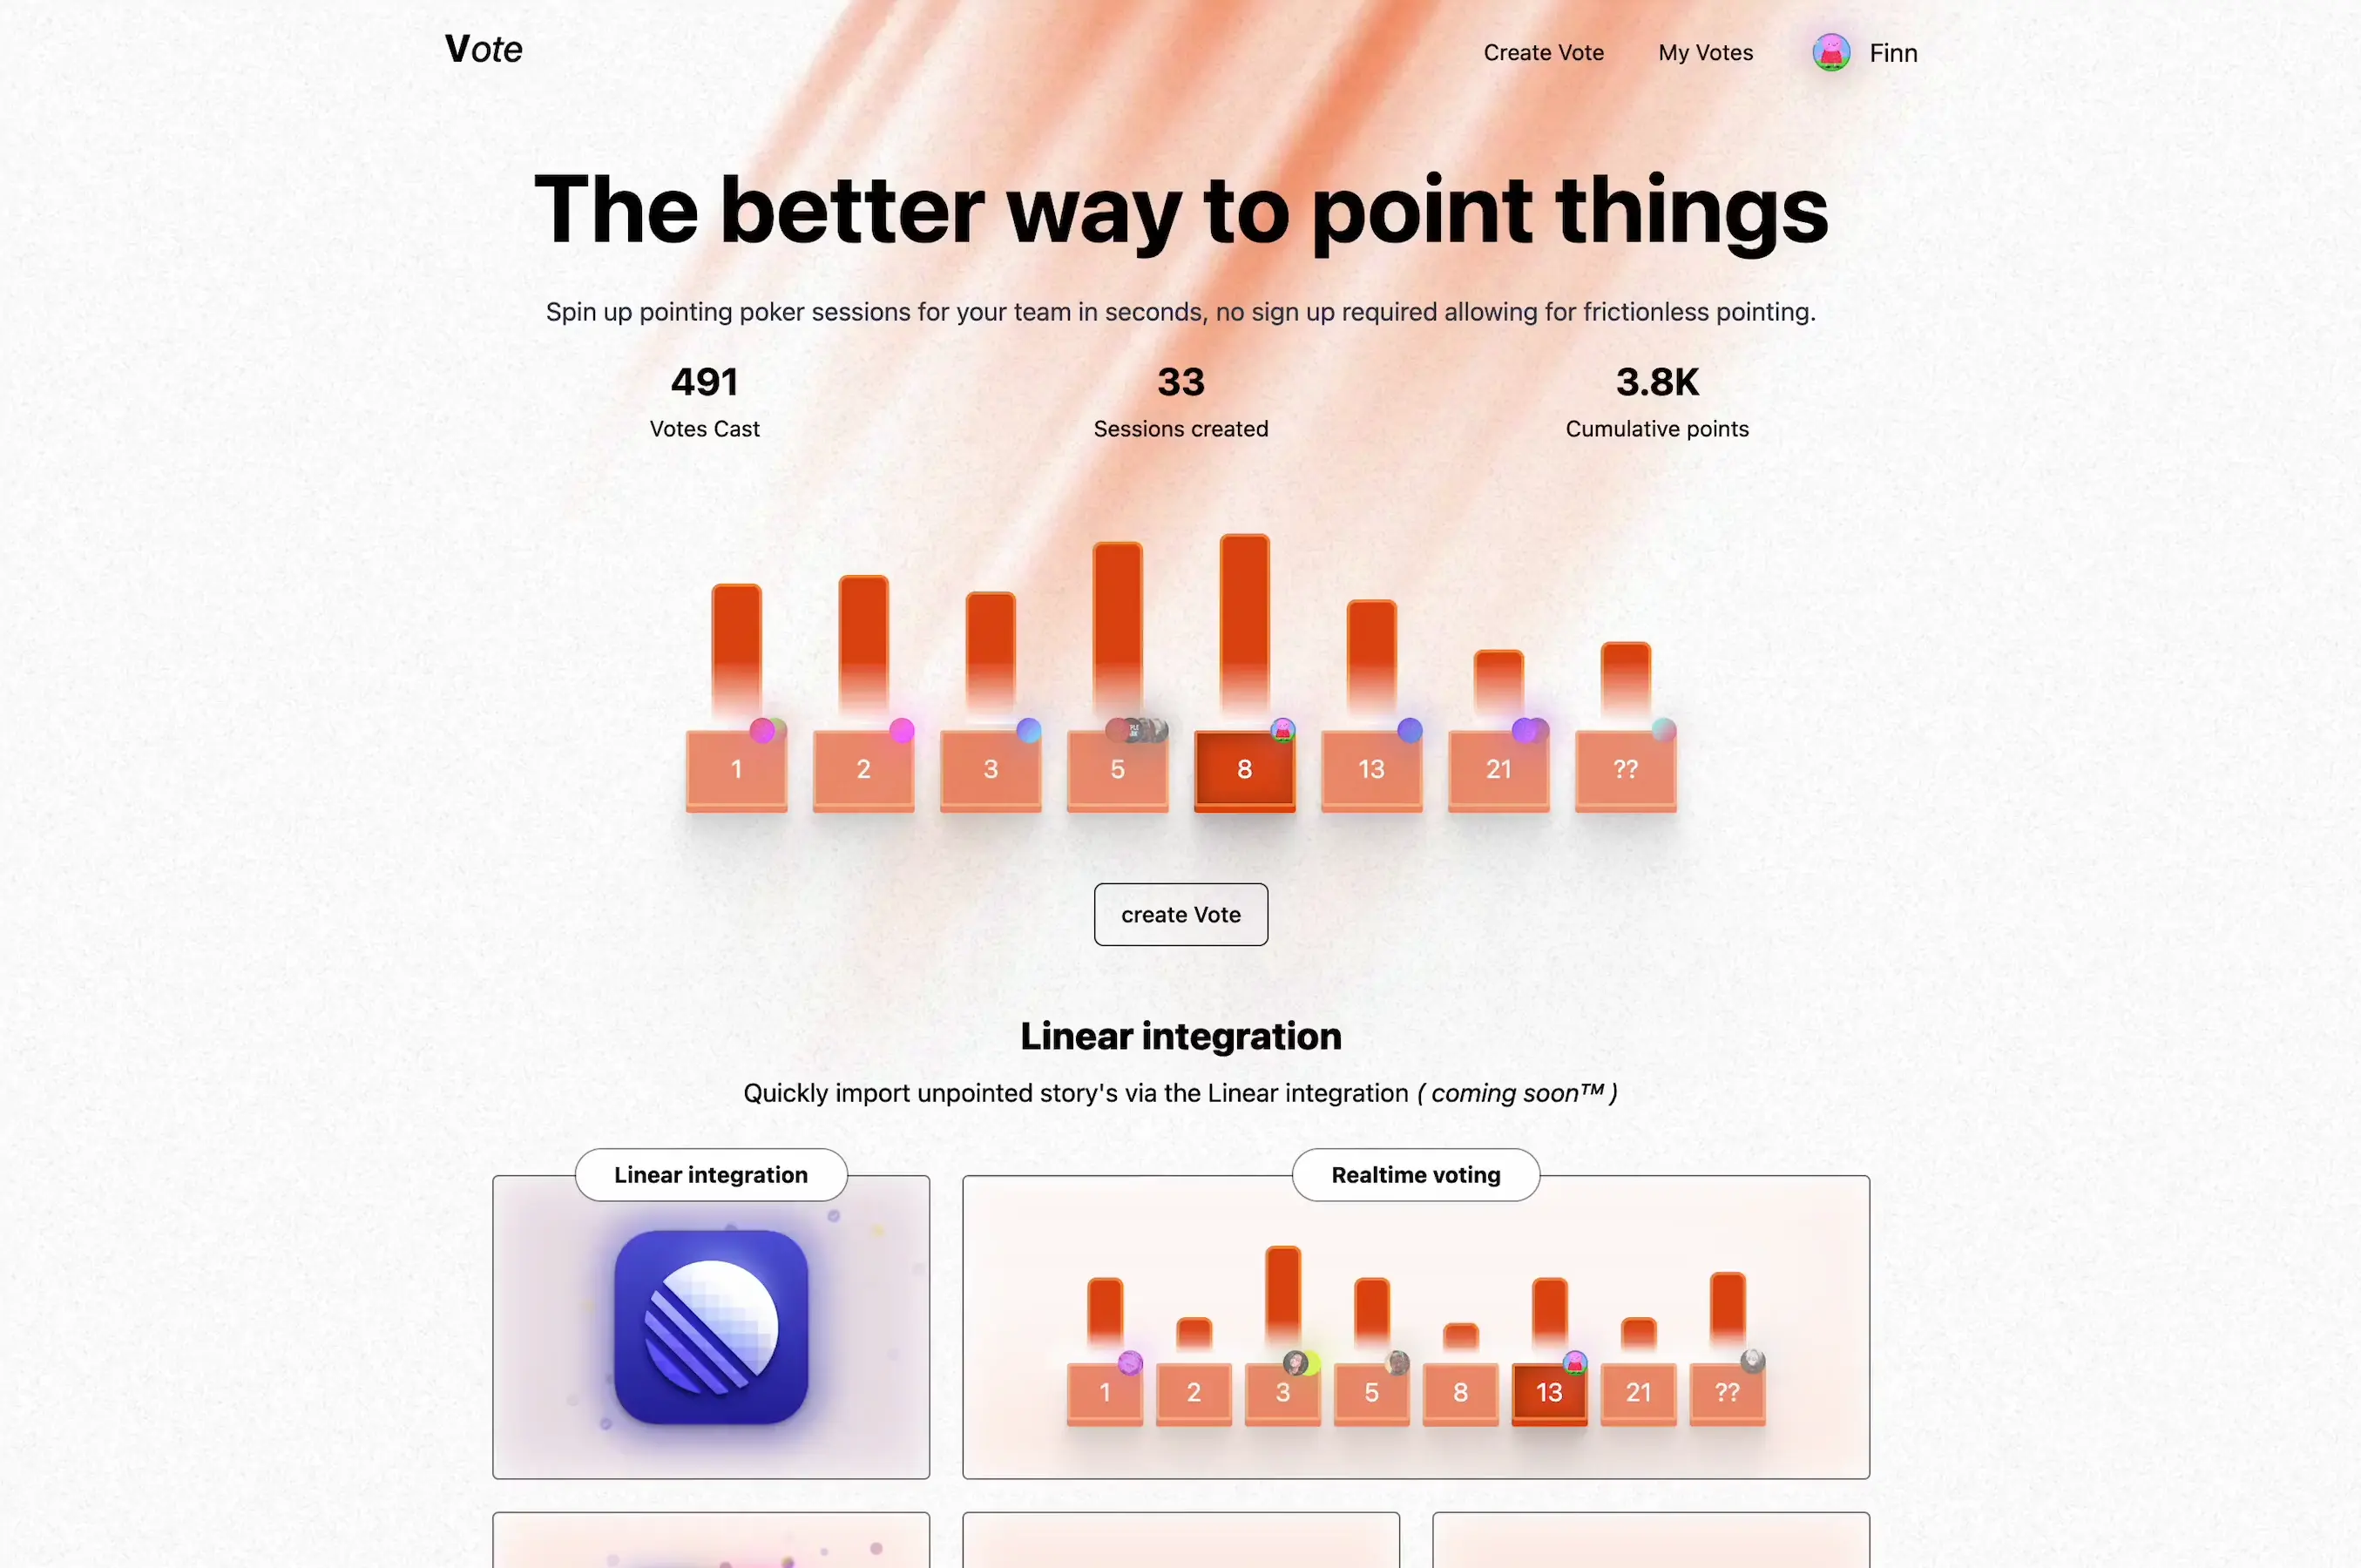 Vote
Create Vote
My Votes
Finn
The better way to point things
Spin up pointing poker sessions for your team in seconds, no sign up required allowing for frictionless pointing.
491
33
3.8K
Votes Cast
Sessions created
Cumulative points
1
2
3
5
8
13
21
??
create Vote
Linear integration
Quickly import unpointed story's via the Linear integration ( coming soon™ )
Linear integration
Realtime voting
1
2
3
5
8
13
21
??